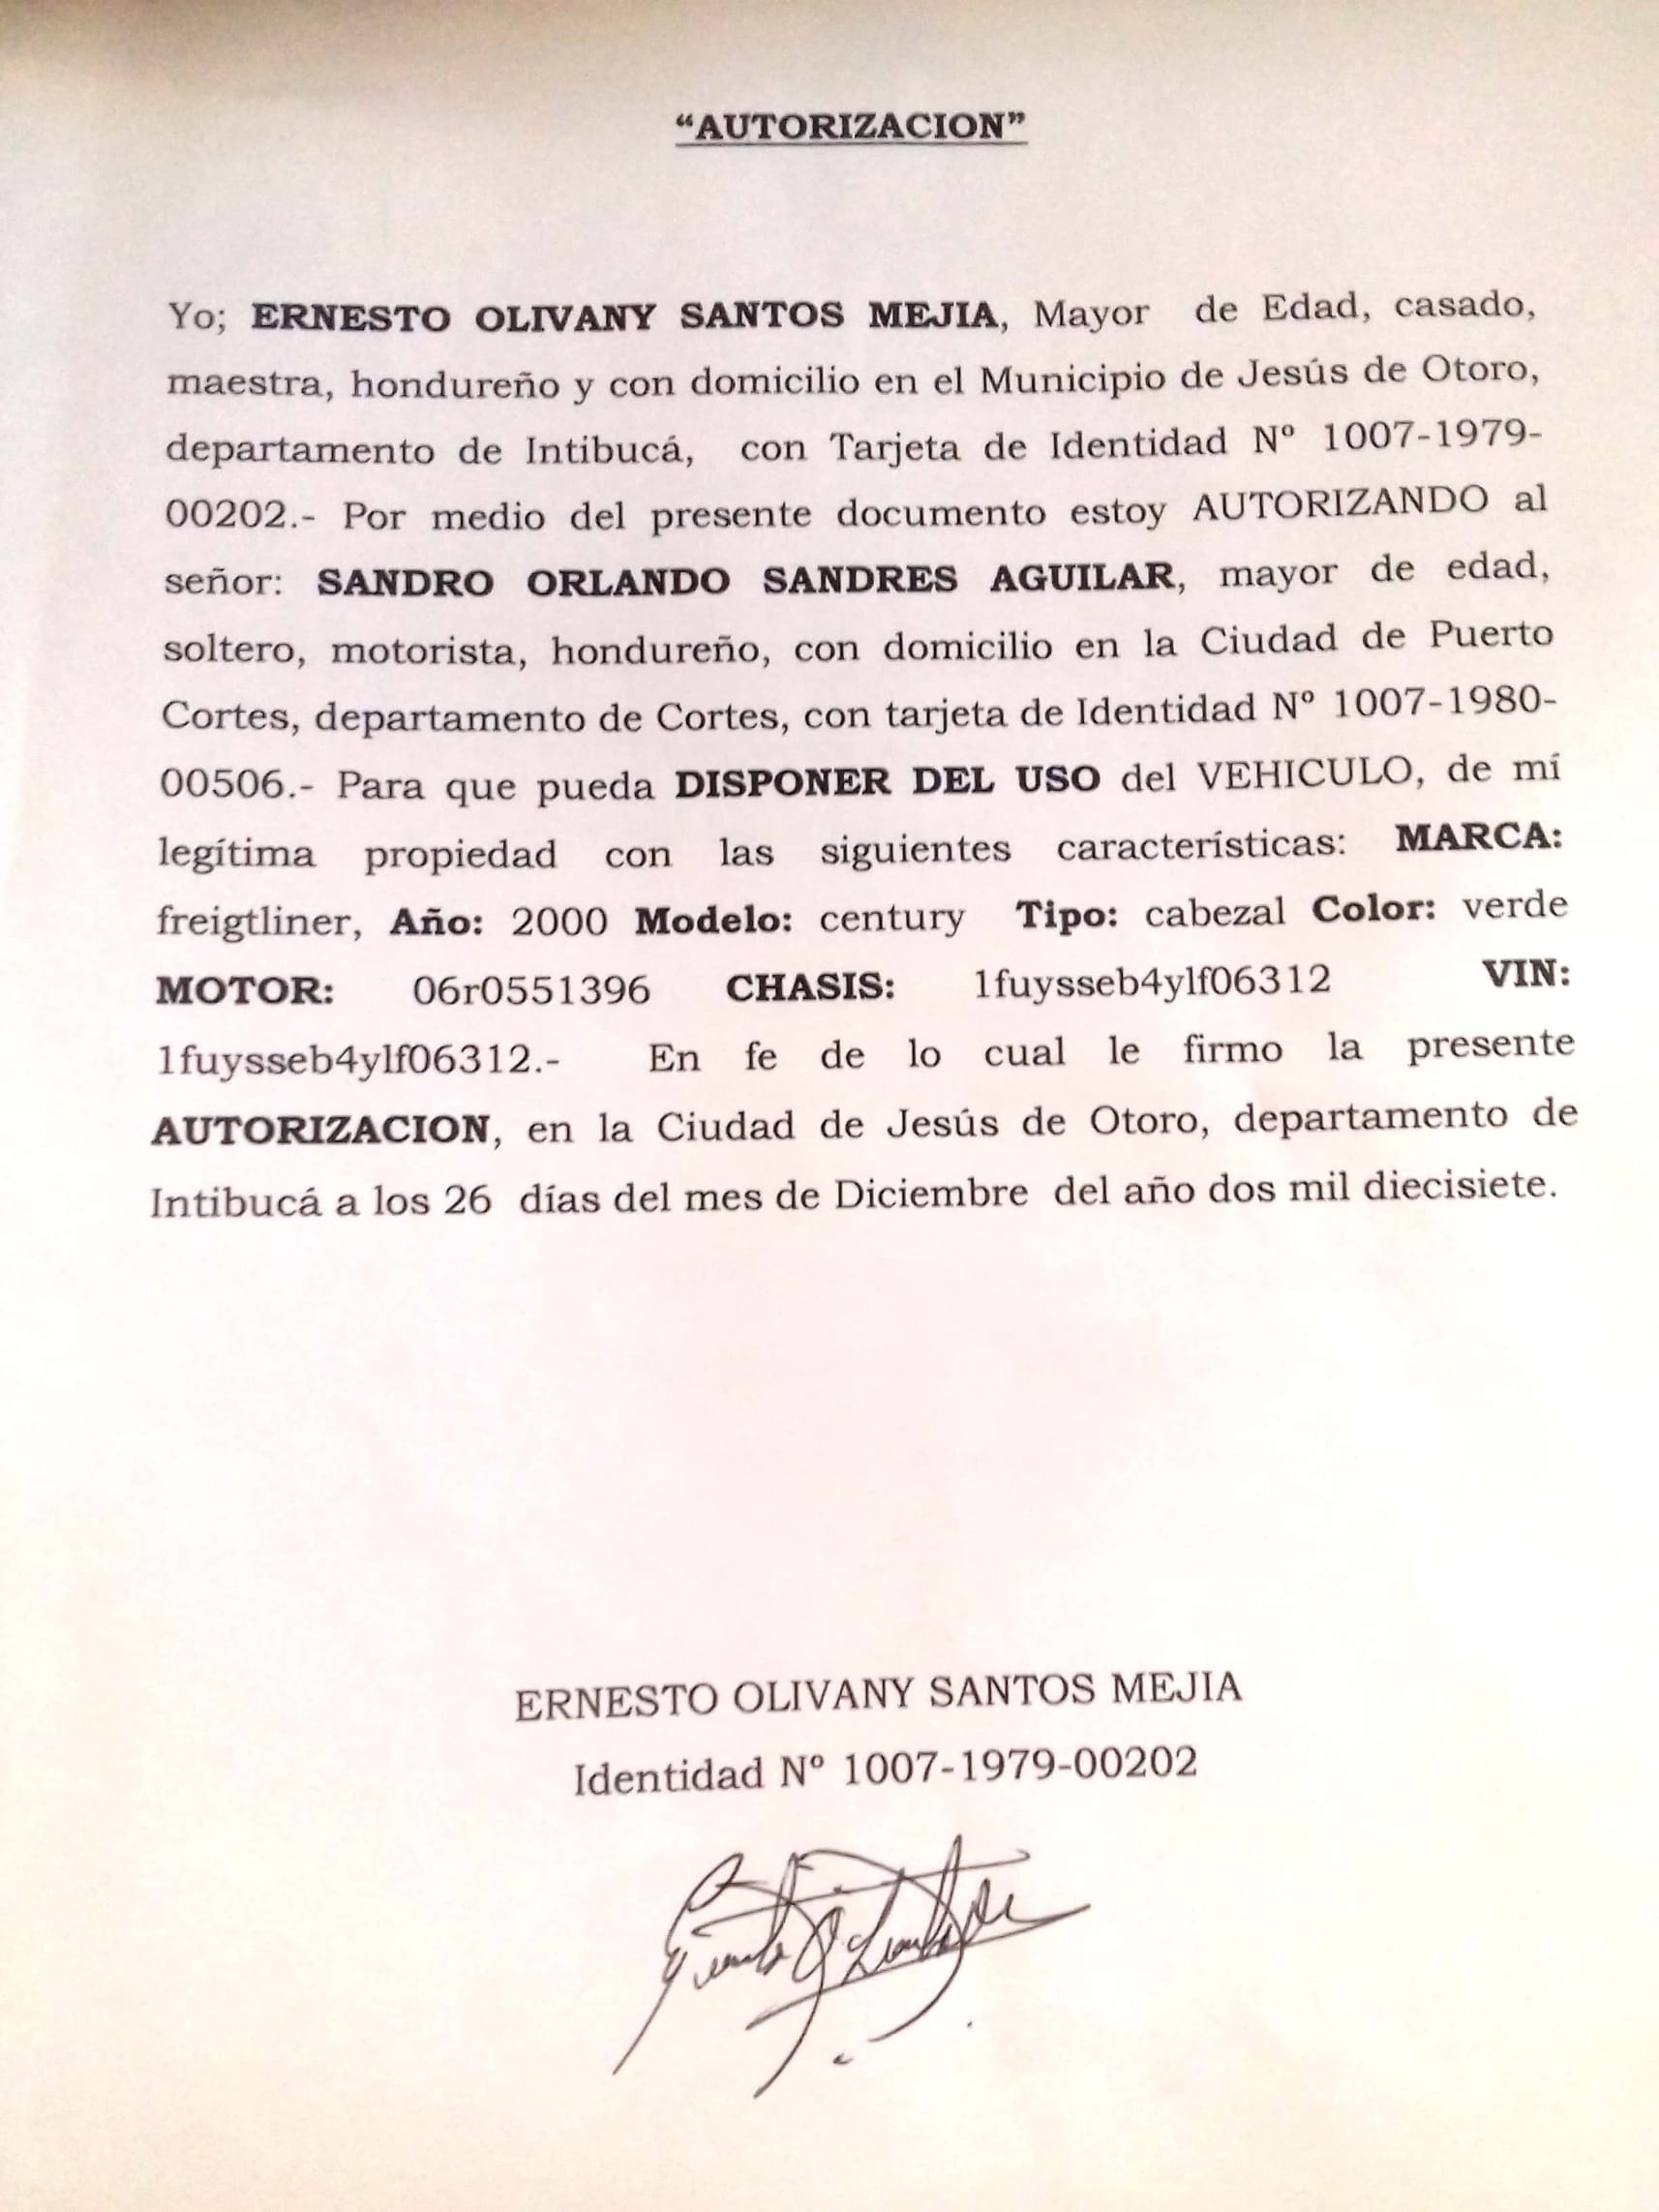 “AUTORIZACION”
Yo; ERNESTO OLIVANY SANTOS MEJIA, Mayor de Edad, casado,
maestra, hondureño y con domicilio en el Municipio de Jesús de Otoro,
departamento de Intibucá, con Tarjeta de Identidad Nº 1007-1979-
00202.- Por medio del presente documento estoy AUTORIZANDO al
señor: SANDRO ORLANDO SANDRES AGUILAR, mayor de edad,
soltero, motorista, hondureño, con domicilio en la Ciudad de Puerto
Cortes, departamento de Cortes, con tarjeta de Identidad Nº 1007-1980-
00506.- Para que pueda DISPONER DEL USO del VEHICULO, de mí
legítima propiedad con las siguientes características: MARCA:
freigtliner, Año: 2000 Modelo: century Tipo: cabezal Color: verde
MOTOR: 06r0551396 CHASIS: 1fuysseb4ylf06312 VIN:
1fuysseb4ylf06312.- En fe de lo cual le firmo la presente
AUTORIZACION, en la Ciudad de Jesús de Otoro, departamento de
Intibucá a los 26 días del mes de Diciembre del año dos mil diecisiete.
ERNESTO OLIVANY SANTOS MEJIA
Identidad Nº 1007-1979-00202